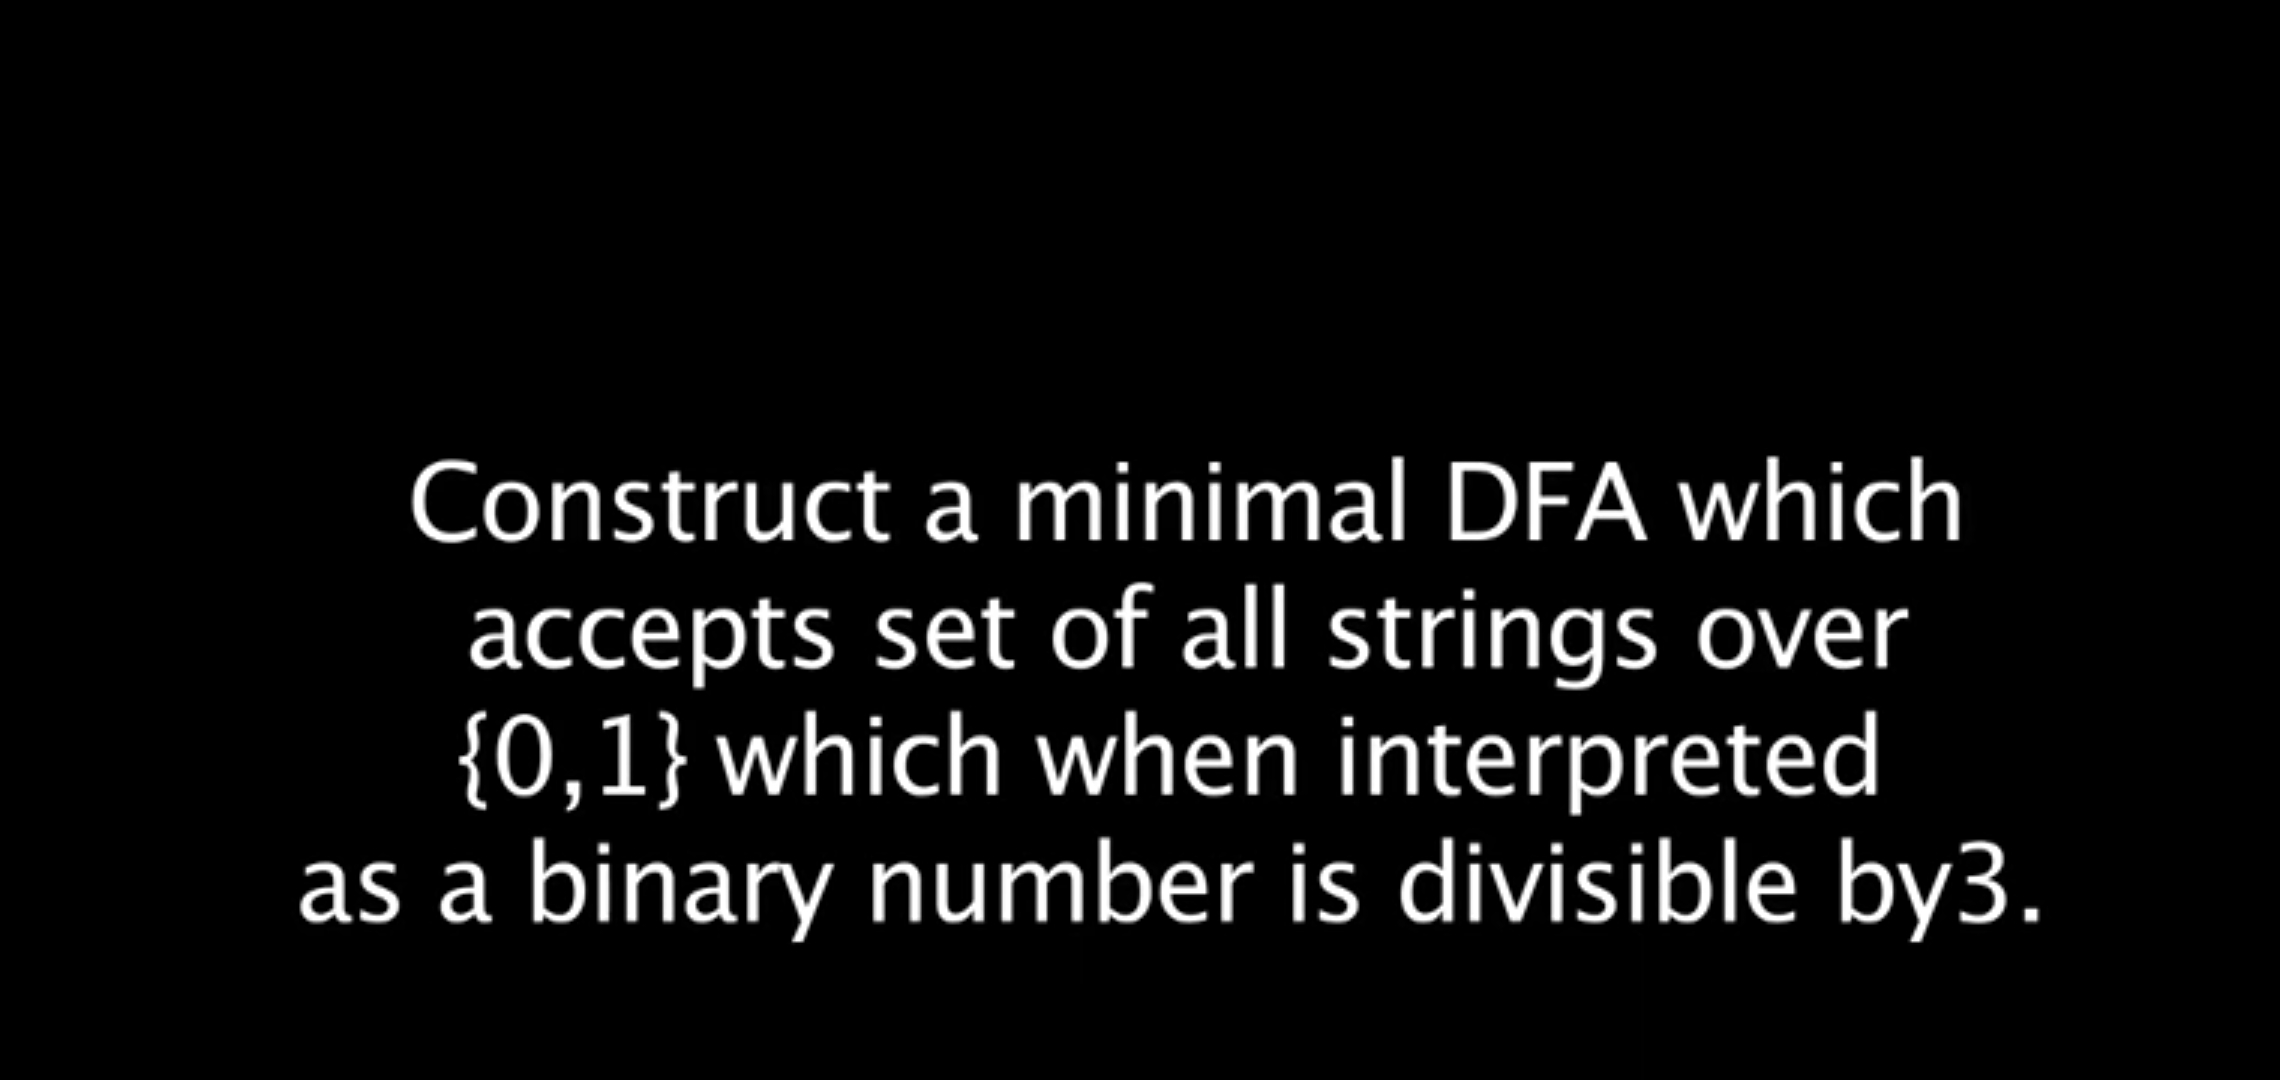 Construct a minimal DFA which
accepts set of all strings over
{0,1} which when interpreted
as a binary number is divisible by3.